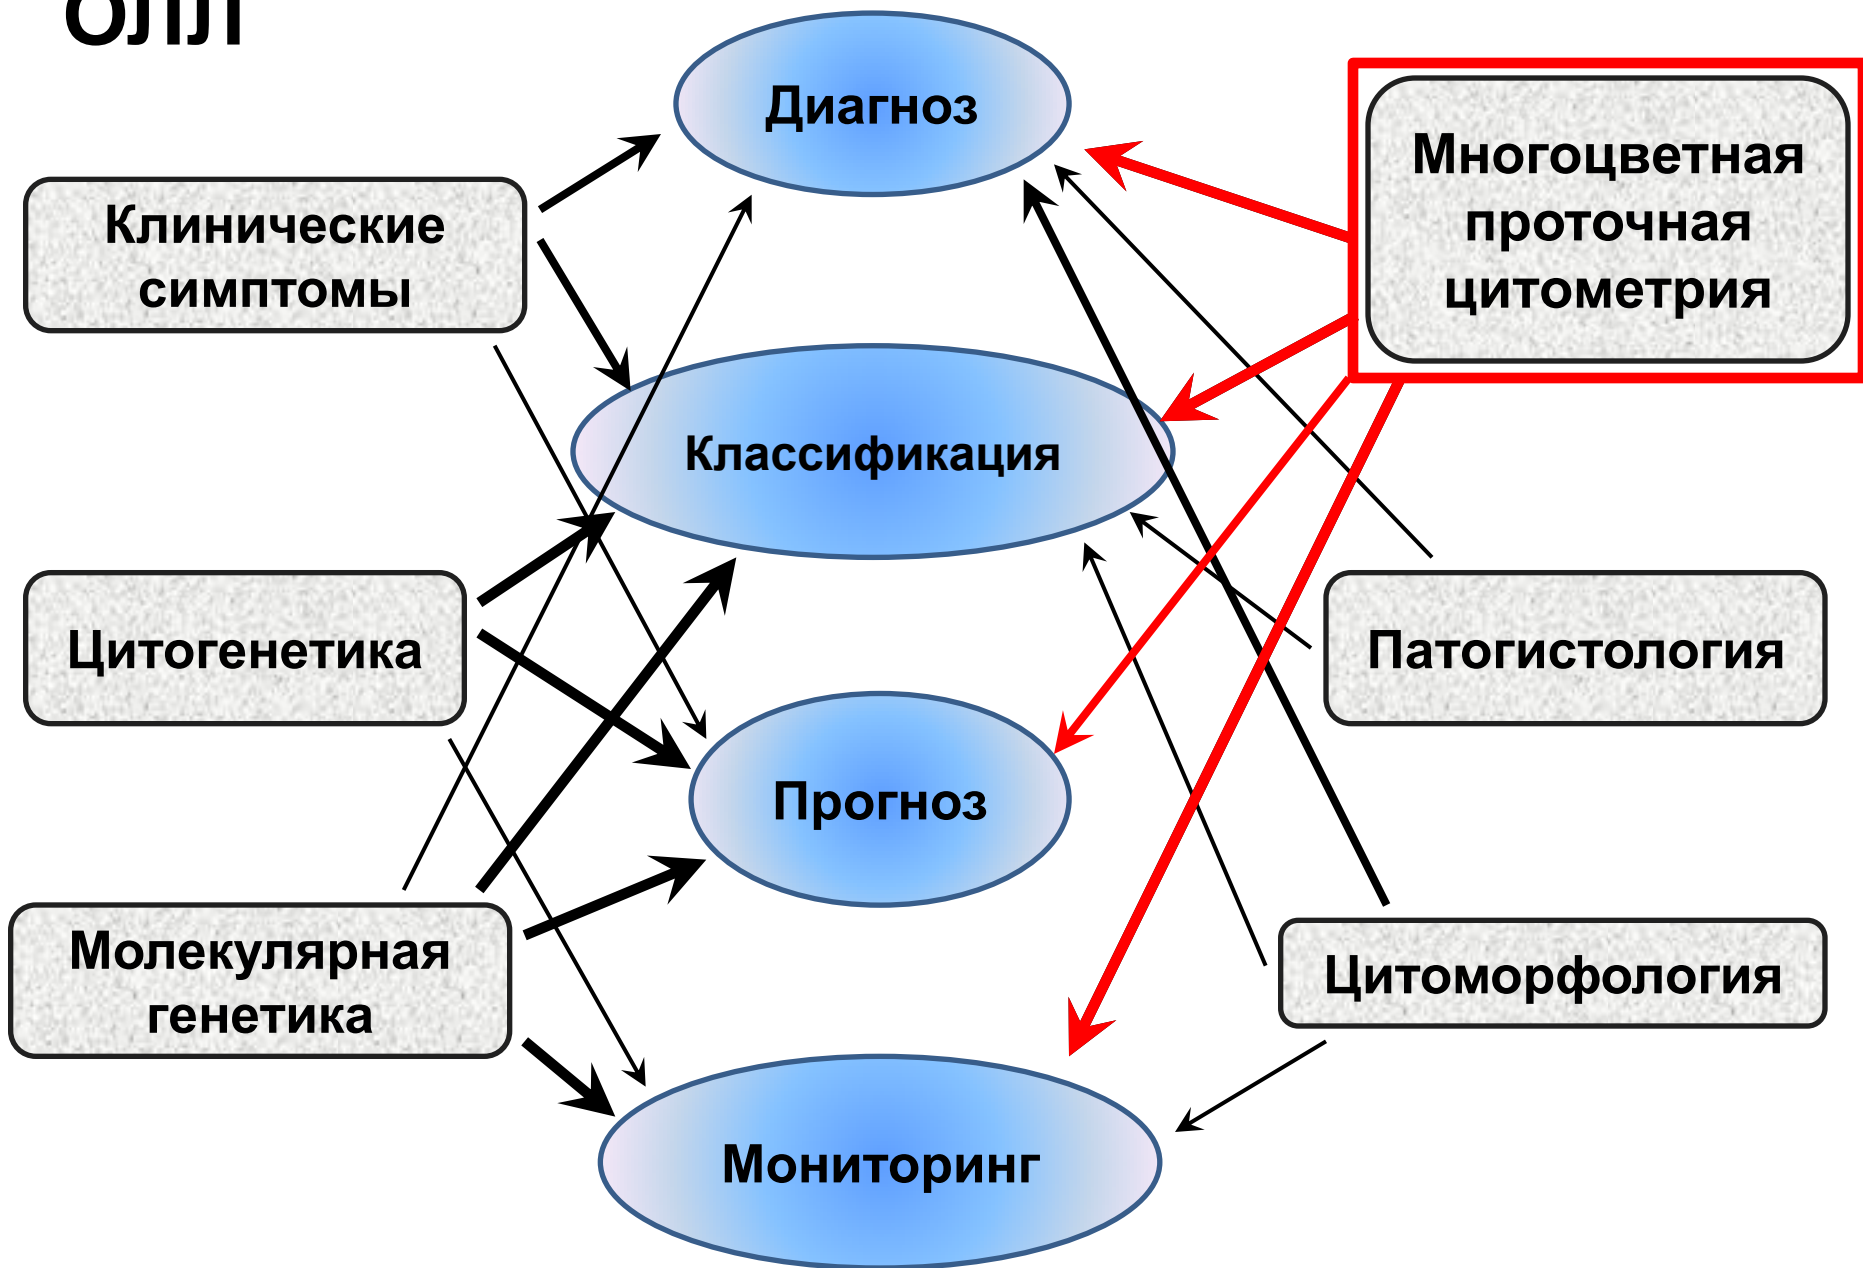 ОЛЛ
Диагноз
Многоцветная
проточная
цитометрия
Клинические
симптомы
Классификация
Цитогенетика
Патогистология
Прогноз
Молекулярная
генетика
Цитоморфология
Мониторинг